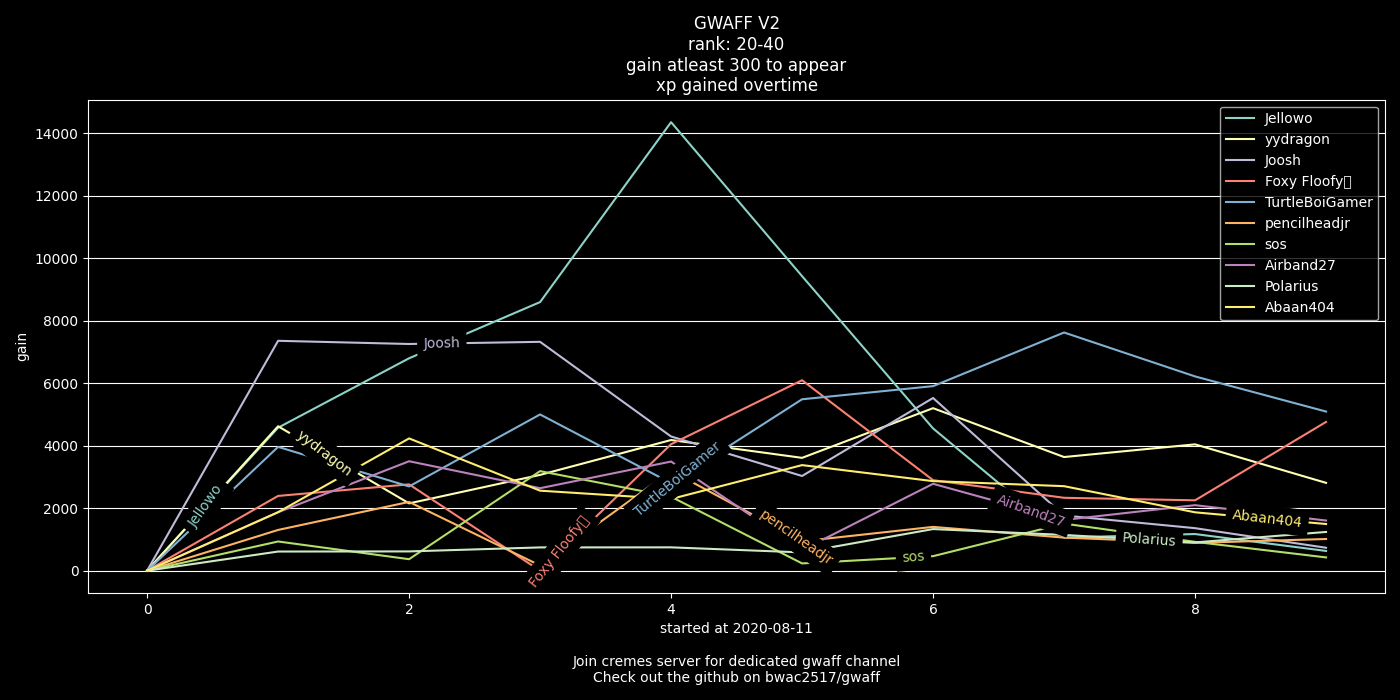 GWAFF V2
rank: 20-40
gain atleast 300 to appear
xp gained overtime
gain
14000
12000
10000
8000
6000
4000
2000
0
0
2
4
6
8
Jellowo
yydragon
Joosh
Foxy Floofy▯
TurtleBoiGamer
pencilheadjr
sos
Airband27
Polarius
Abaan404
Jellowo
yydragon
Joosh
Foxy Floofy▯
TurtleBoiGamer
pencilheadjr
sos
Airband27
Polarius
Abaan404
started at 2020-08-11
Join cremes server for dedicated gwaff channel
Check out the github on bwac2517/gwaff